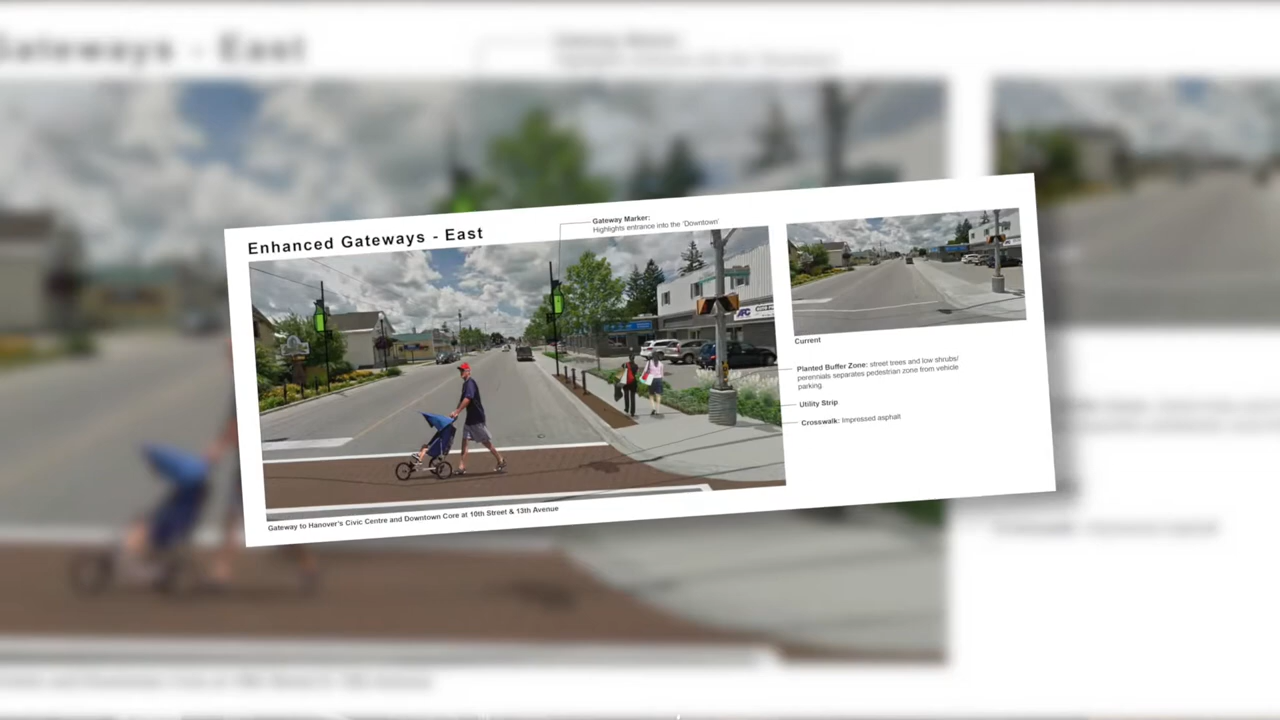 Gateways - East
Enhanced Gateways - East
Gateway Marker:
Highlights entrance into the 'Downtown'
Current
Planted Buffer Zone: street trees and low shrubs/
perennials separates pedestrian zone from vehicle
parking
Utility Strip
Crosswalk: Impressed asphalt
Gateway to Hanover's Civic Centre and Downtown Core at 10th Street & 13th Avenue